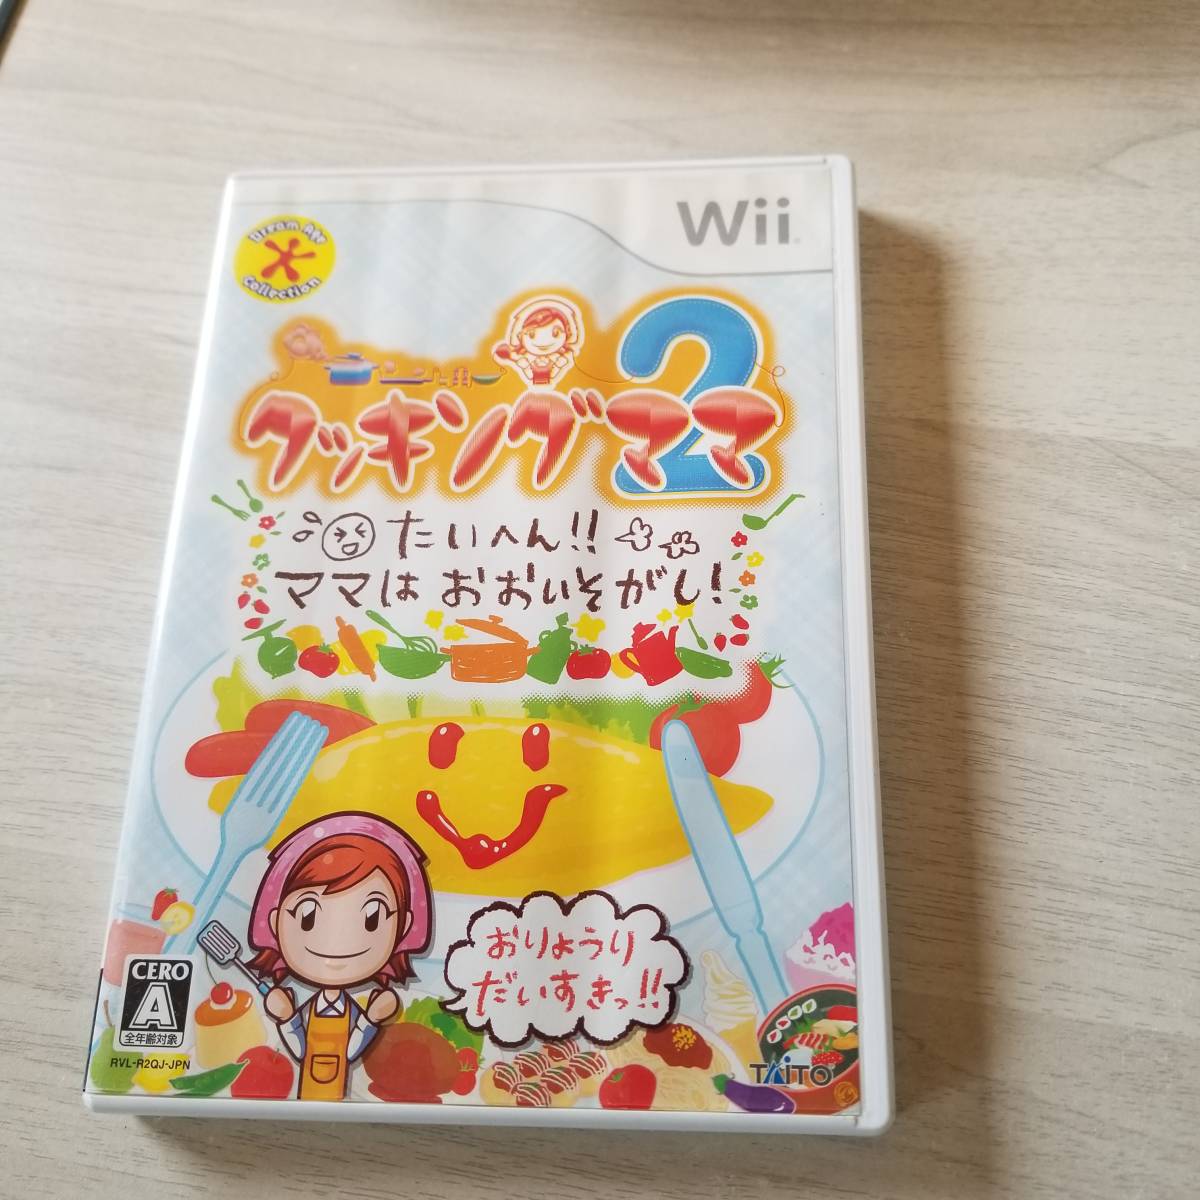 Wii
Dream Age
Collection
クッキングママ2
たいへん!!
ママは おおいそがし!
おりょうり
だいすきっ!!
CERO
A
全年齢対象
RVL-R2QJ-JPN
TAITO